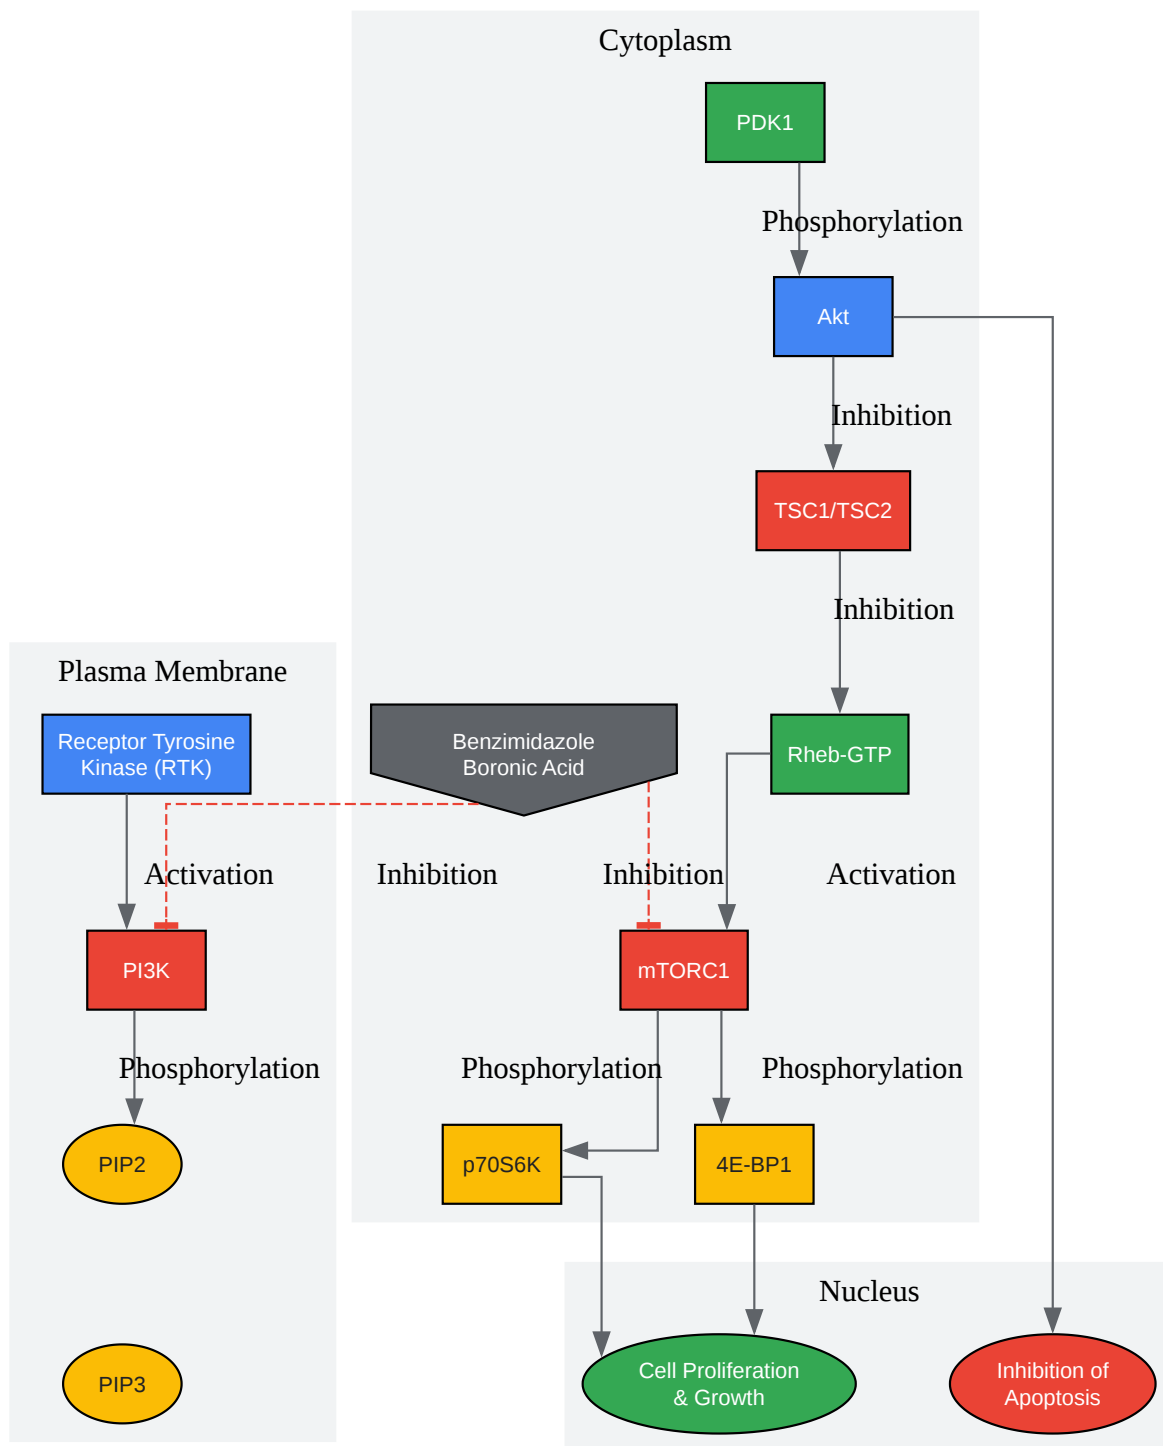 Cytoplasm
PDK1
Phosphorylation
Akt
Inhibition
TSC1/TSC2
Inhibition
Plasma Membrane
Receptor Tyrosine
Kinase (RTK)
Benzimidazole
Boronic Acid
Rheb-GTP
Activation
Inhibition
Inhibition
Activation
PI3K
mTORC1
Phosphorylation
Phosphorylation
Phosphorylation
PIP2
p70S6K
4E-BP1
Nucleus
PIP3
Cell Proliferation
& Growth
Inhibition of
Apoptosis